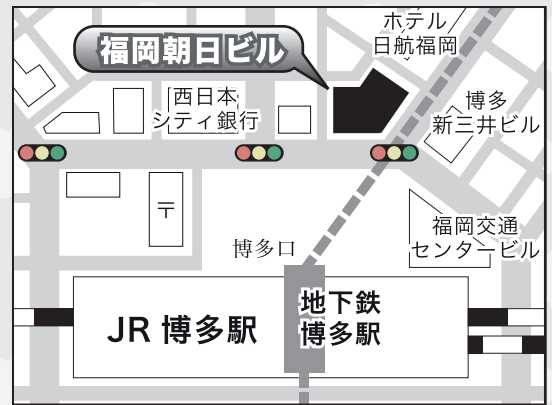 ホテル
日航福岡
福岡朝日ビル
西日本
シティ銀行
博多
新三井ビル
〒
福岡交通
センタービル
博多口
地下鉄
博多駅
JR 博多駅